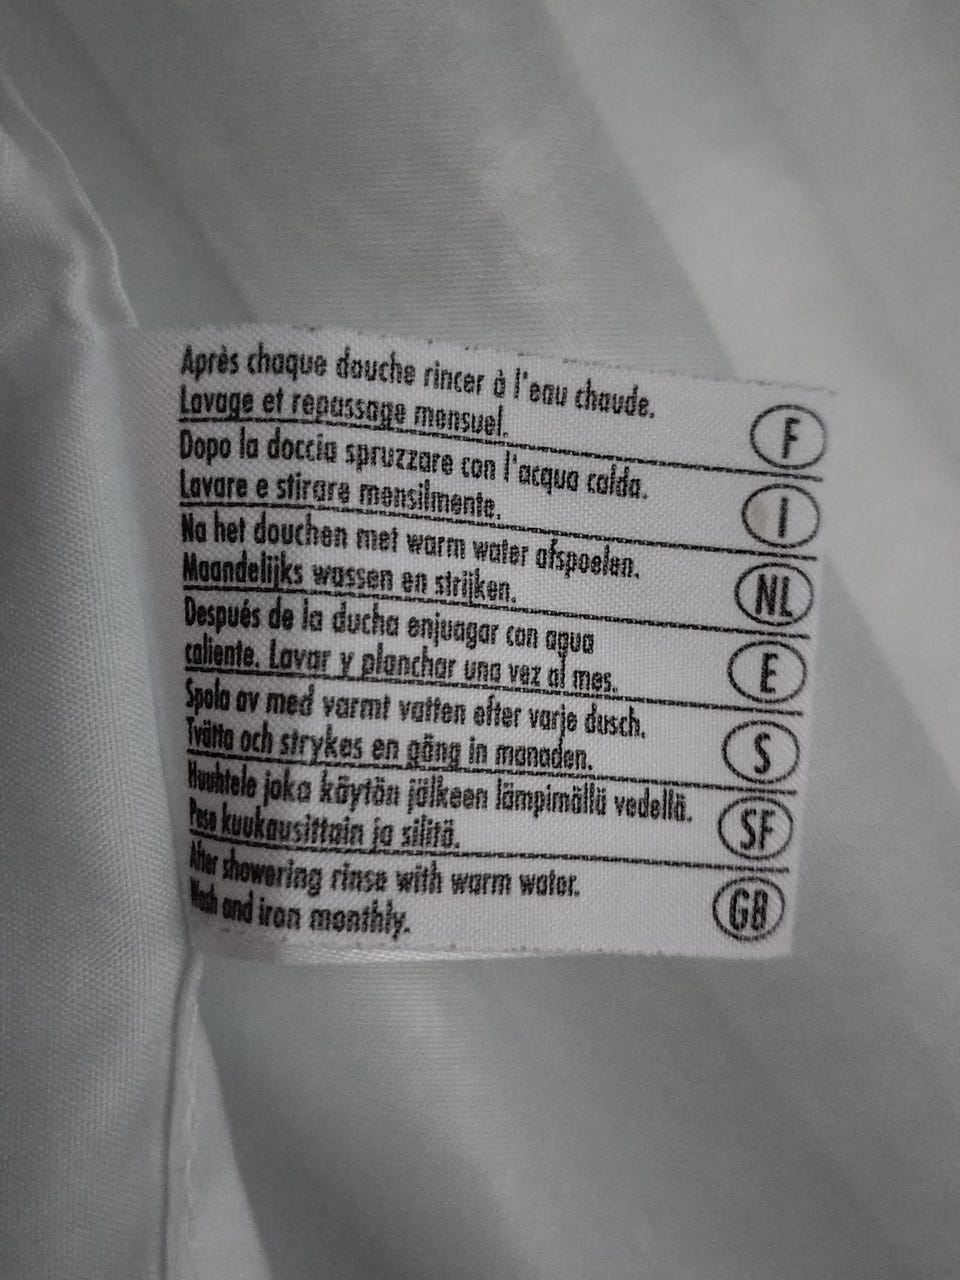 Après chaque douche rincer à l'eau chaude.
Lavage et repassage mensuel.
F
Dopo la doccia spruzzare con l'acqua calda.
Lavare e stirare mensilmente.
I
Na het douchen met warm water afspoelen.
Maandelijks wassen en strijken.
NL
Después de la ducha enjuagar con agua
caliente. Lavar y planchar una vez al mes.
E
Spola av med varmt vatten efter varje dusch.
Tvätta och strykes en gång in manaden.
S
Huuhtele joka käytön jälkeen lämpimällä vedellä.
Pese kuukausittain ja silitä.
SF
After showering rinse with warm water.
Wash and iron monthly.
GB